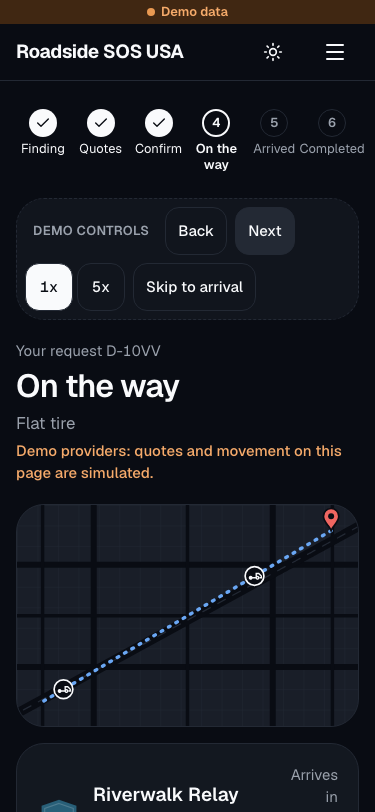 Demo data
Roadside SOS USA
4 5 6
Finding Quotes Confirm On the way Arrived Completed
DEMO CONTROLS Back Next
1x 5x Skip to arrival
Your request D-10VV
On the way
Flat tire
Demo providers: quotes and movement on this
page are simulated.
Riverwalk Relay
Arrives
in